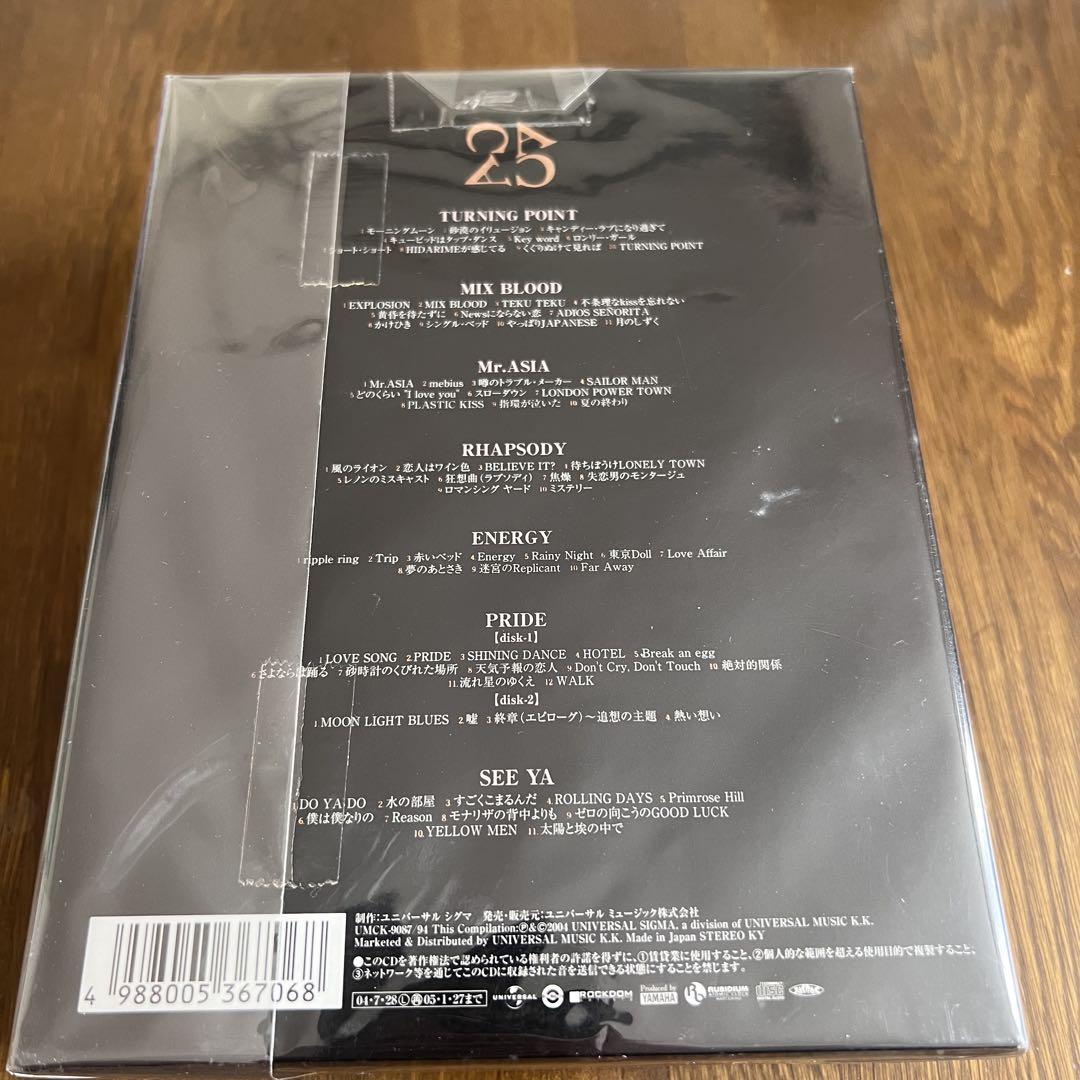 CA
25
TURNING POINT
1 モーニングムーン 2 砂漠のイリュージョン 3 キャンディー・ラブになり過ぎて
4 キューピッドはタップ・ダンス 5 Key word 6 ロンリー・ガール
7 ショート・ショート 8 HIDARIMEが感じてる 9 くぐりぬけて見れば 10 TURNING POINT
MIX BLOOD
1 EXPLOSION 2 MIX BLOOD 3 TEKU TEKU 4 不条理なkissを忘れない
5 黄昏を待たずに 6 Newsにならない恋 7 ADIOS SEÑORITA
8 かけひき 9 シングル・ベッド 10 やっぱりJAPANESE 11 月のしずく
Mr.ASIA
1 Mr.ASIA 2 mebius 3 噂のトラブル・メーカー 4 SAILOR MAN
5 どのくらい "I love you" 6 スローダウン 7 LONDON POWER TOWN
8 PLASTIC KISS 9 指環が泣いた 10 夏の終わり
RHAPSODY
1 風のライオン 2 恋人はワイン色 3 BELIEVE IT? 4 待ちぼうけLONELY TOWN
5 レノンのミスキャスト 6 狂想曲(ラプソディ) 7 焦燥 8 失恋男のモンタージュ
9 ロマンシング ヤード 10 ミステリー
ENERGY
1 ripple ring 2 Trip 3 赤いベッド 4 Energy 5 Rainy Night 6 東京Doll 7 Love Affair
8 夢のあとさき 9 迷宮のReplicant 10 Far Away
PRIDE
【disk-1】
1 LOVE SONG 2 PRIDE 3 SHINING DANCE 4 HOTEL 5 Break an egg
6 さよならは踊る 7 砂時計のくびれた場所 8 天気予報の恋人 9 Don't Cry, Don't Touch 10 絶対的関係
11 流れ星のゆくえ 12 WALK
【disk-2】
1 MOON LIGHT BLUES 2 嘘 3 終章(エピローグ)〜追想の主題 4 熱い想い
SEE YA
1 DO YA DO 2 水の部屋 3 すごくこまるんだ 4 ROLLING DAYS 5 Primrose Hill
6 僕は僕なりの 7 Reason 8 モナリザの背中よりも 9 ゼロの向こうのGOOD LUCK
10 YELLOW MEN 11 太陽と埃の中で
制作:ユニバーサル シグマ 発売・販売元:ユニバーサル ミュージック株式会社
UMCK-9087/94 This Compilation:Ⓟ&©2004 UNIVERSAL SIGMA, a division of UNIVERSAL MUSIC K.K.
Marketed & Distributed by UNIVERSAL MUSIC K.K. Made in Japan STEREO KY
●このCDを著作権法で認められている権利者の許諾を得ずに、①賃貸業に使用すること、②個人的な範囲を超える使用目的で複製すること、
③ネットワーク等を通じてこのCDに収録された音を送信できる状態にすることを禁じます。
4 988005 367068
04・7・28 Ⓛ 再 05・1・27まで
UNIVERSAL
ROCKDOM
Produced by
YAMAHA
RUBIDIUM
ATOMIC CLOCK
MASTERING
DISC
DIGITAL AUDIO